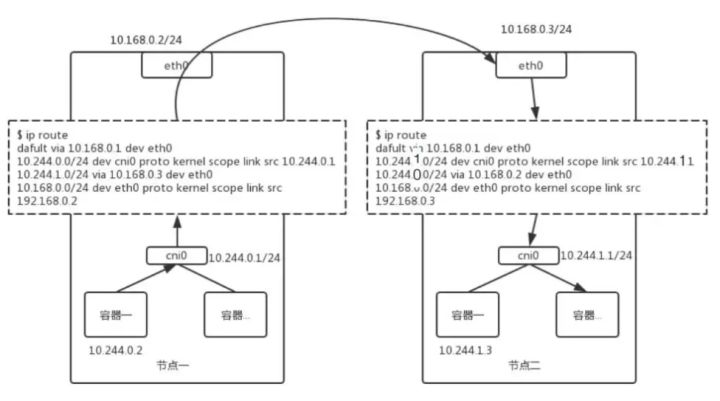 10.168.0.2/24
eth0
$ ip route
dafult via 10.168.0.1 dev eth0
10.244.0.0/24 dev cni0 proto kernel scope link src 10.244.0.1
10.244.1.0/24 via 10.168.0.3 dev eth0
10.168.0.0/24 dev eth0 proto kernel scope link src
192.168.0.2
cni0
10.244.0.1/24
容器一
容器...
10.244.0.2
节点一
10.168.0.3/24
eth0
$ ip route
dafult via 10.168.0.1 dev eth0
10.244.1.0/24 dev cni0 proto kernel scope link src 10.244.1.1
10.244.0.0/24 via 10.168.0.2 dev eth0
10.168.0.0/24 dev eth0 proto kernel scope link src
192.168.0.3
cni0
10.244.1.1/24
容器一
容器...
10.244.1.3
节点二